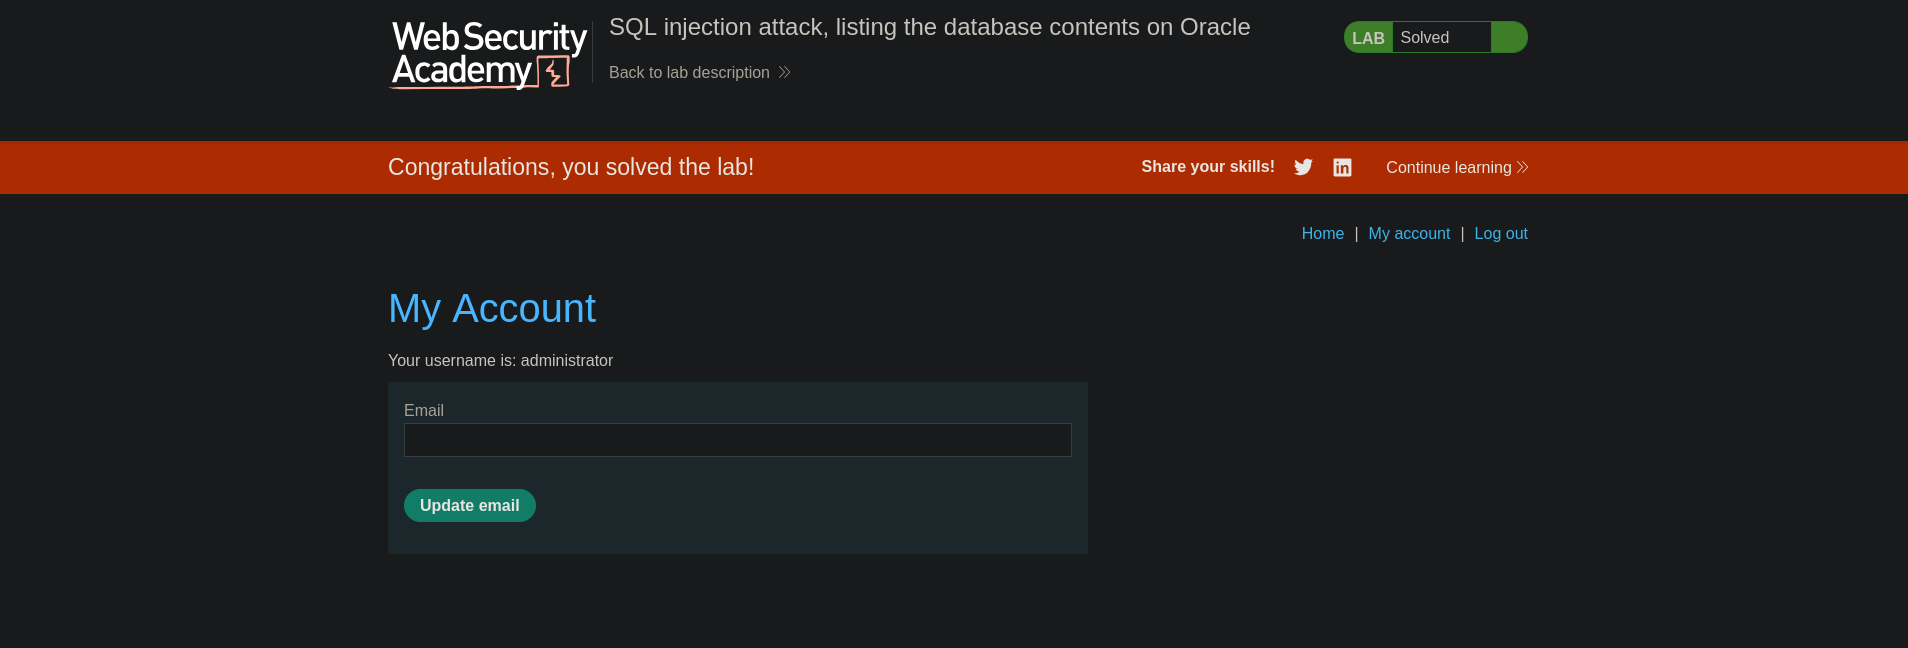 Web Security
Academy
SQL injection attack, listing the database contents on Oracle
Back to lab description
LAB Solved
Congratulations, you solved the lab!
Share your skills!
Continue learning
Home | My account | Log out
My Account
Your username is: administrator
Email
Update email